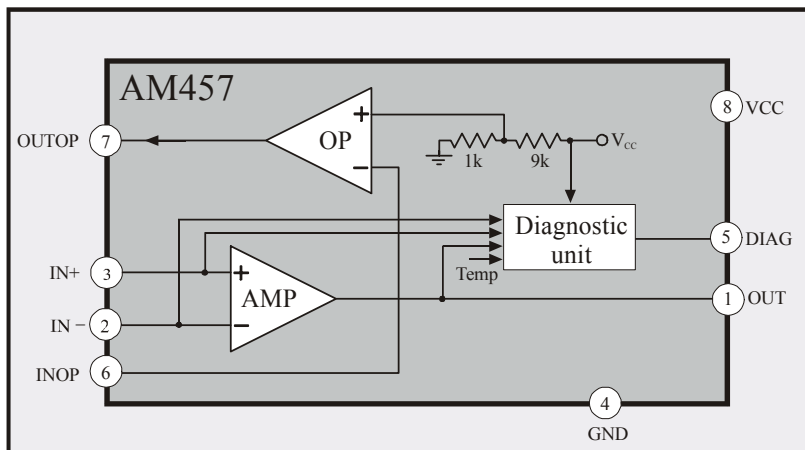 AM457
8 VCC
OUTOP 7
+
OP
−
1k 9k
Vcc
Diagnostic
unit
5 DIAG
Temp
IN+ 3
+
AMP
−
1 OUT
IN − 2
INOP 6
4
GND